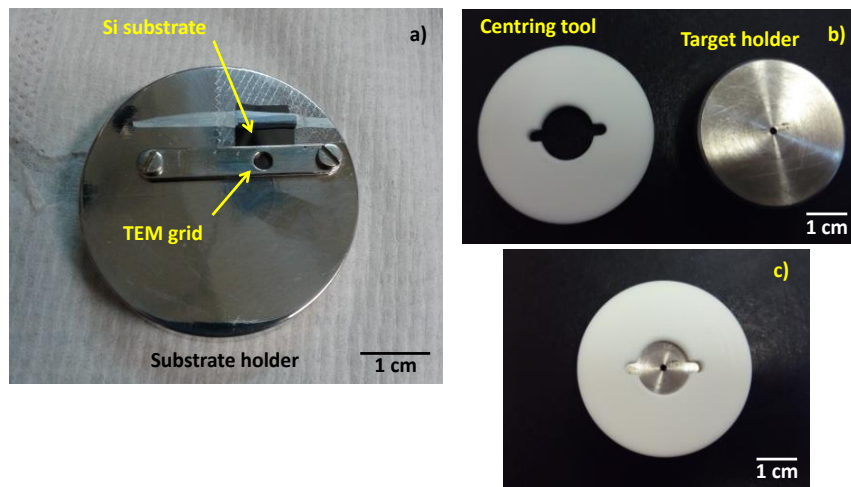 Si substrate
a)
TEM grid
Substrate holder
1 cm
Centring tool
Target holder
b)
1 cm
c)
1 cm